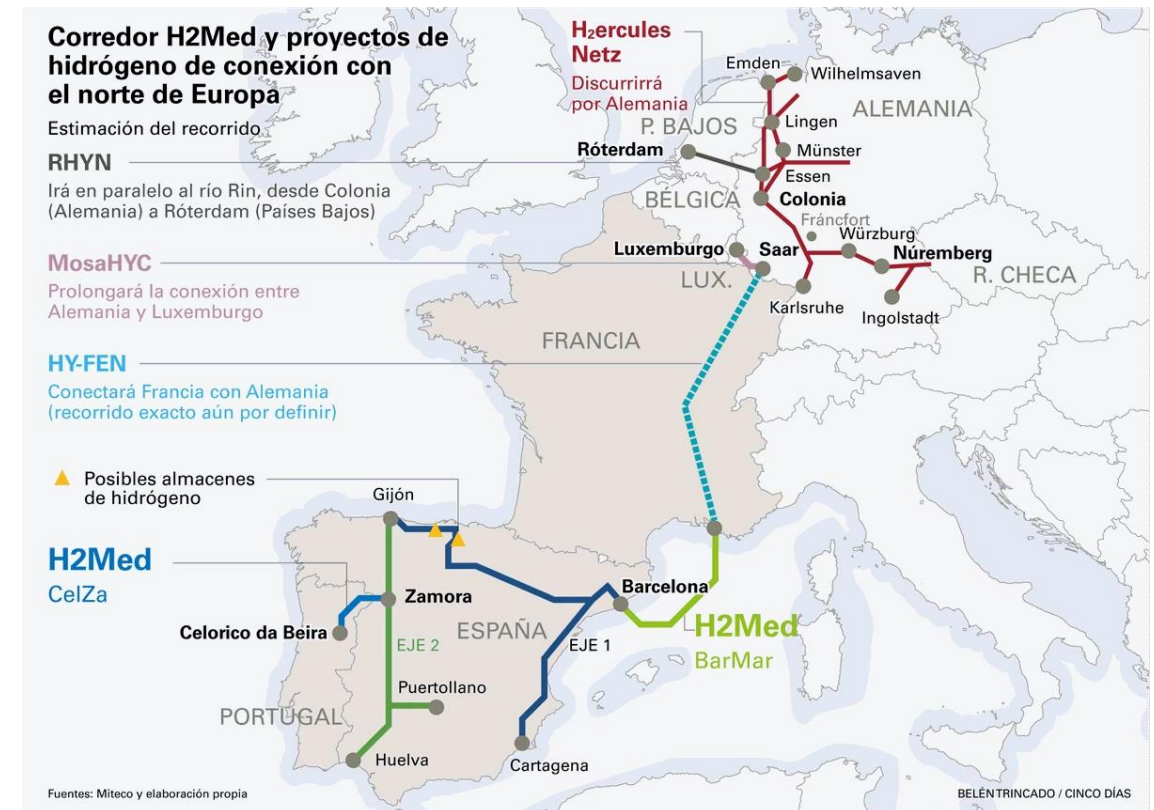 Corredor H2Med y proyectos de
hidrógeno de conexión con
el norte de Europa
Estimación del recorrido
RHYN
Irá en paralelo al río Rin, desde Colonia
(Alemania) a Róterdam (Países Bajos)
MosaHYC
Prolongará la conexión entre
Alemania y Luxemburgo
HY-FEN
Conectará Francia con Alemania
(recorrido exacto aún por definir)
Posibles almacenes
de hidrógeno
H2Med
CelZa
H₂ercules
Netz
Discurrirá
por Alemania
Emden
Wilhelmsaven
ALEMANIA
Lingen
P. BAJOS
Münster
Róterdam
Essen
BÉLGICA
Colonia
Fráncfort
Würzburg
Luxemburgo
Saar
Núremberg
LUX.
R. CHECA
Karlsruhe
Ingolstadt
FRANCIA
Gijón
Barcelona
Zamora
H2Med
BarMar
Celorico da Beira
ESPAÑA
EJE 2
EJE 1
Puertollano
PORTUGAL
Huelva
Cartagena
Fuentes: Miteco y elaboración propia
BELÉN TRINCADO / CINCO DÍAS